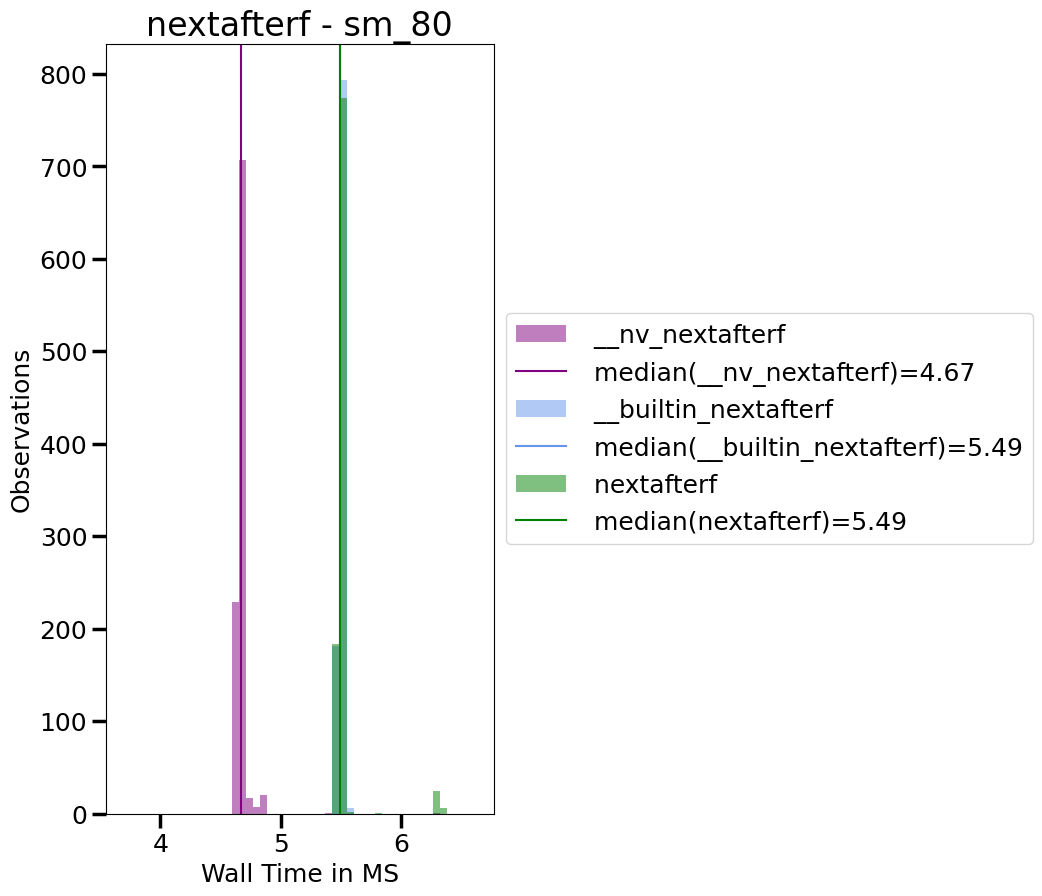 nextafterf - sm_80
800
700
600
500
400
300
200
100
0
Observations
4 5 6
Wall Time in MS
__nv_nextafterf
median(__nv_nextafterf)=4.67
__builtin_nextafterf
median(__builtin_nextafterf)=5.49
nextafterf
median(nextafterf)=5.49